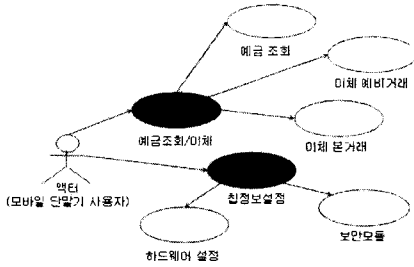 예금 조회
이체 예비거래
예금조회/이체
이체 본거래
액터
(모바일 단말기 사용자)
칩정보설정
보안모듈
하드웨어 설정